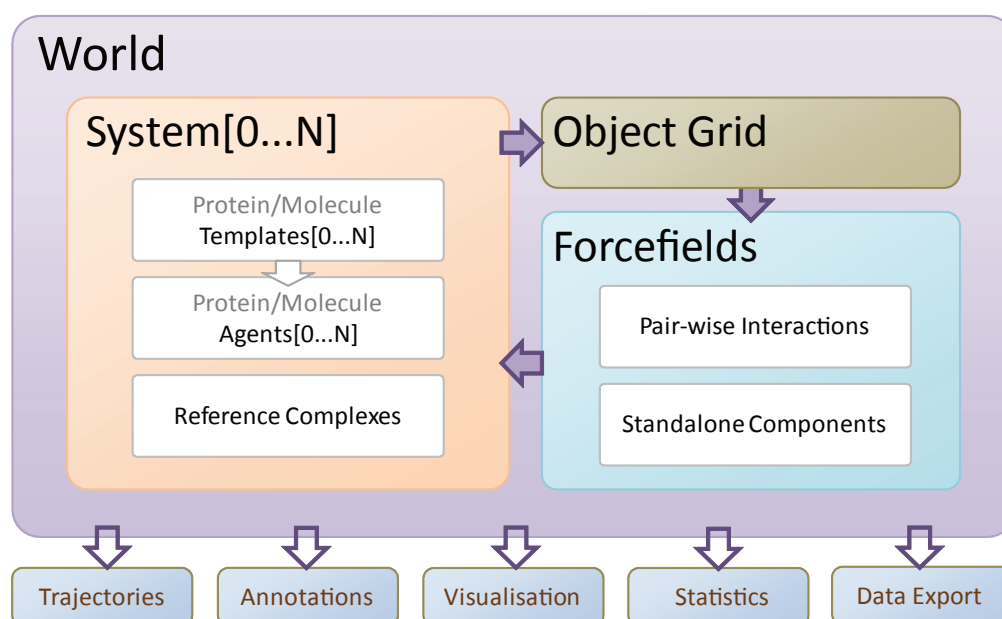 World
System[0...N]
Protein/Molecule
Templates[0...N]
Protein/Molecule
Agents[0...N]
Reference Complexes
Object Grid
Forcefields
Pair-wise Interactions
Standalone Components
Trajectories
Annotations
Visualisation
Statistics
Data Export